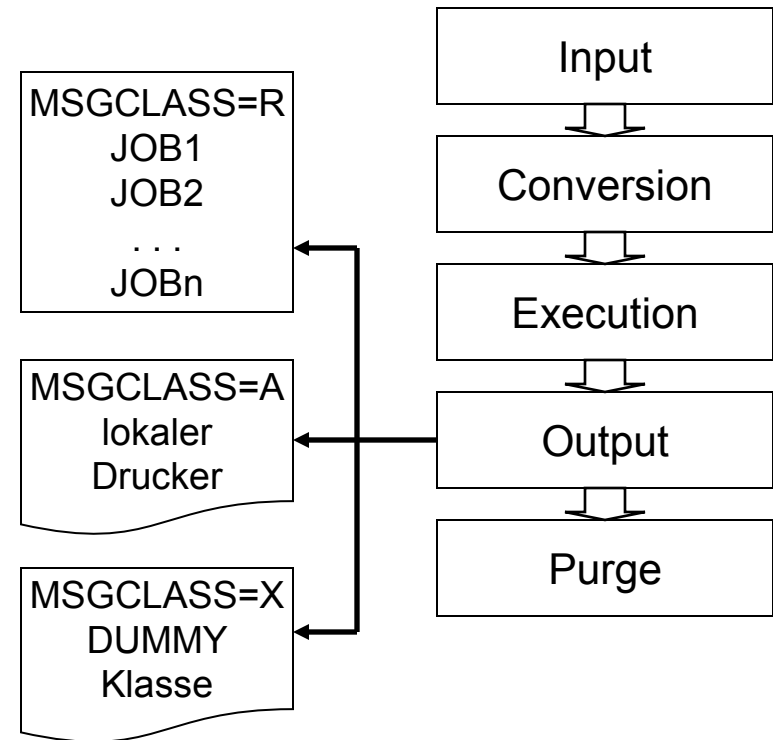 MSGCLASS=R
JOB1
JOB2
. . .
JOBn
MSGCLASS=A
lokaler
Drucker
MSGCLASS=X
DUMMY
Klasse
Input
Conversion
Execution
Output
Purge